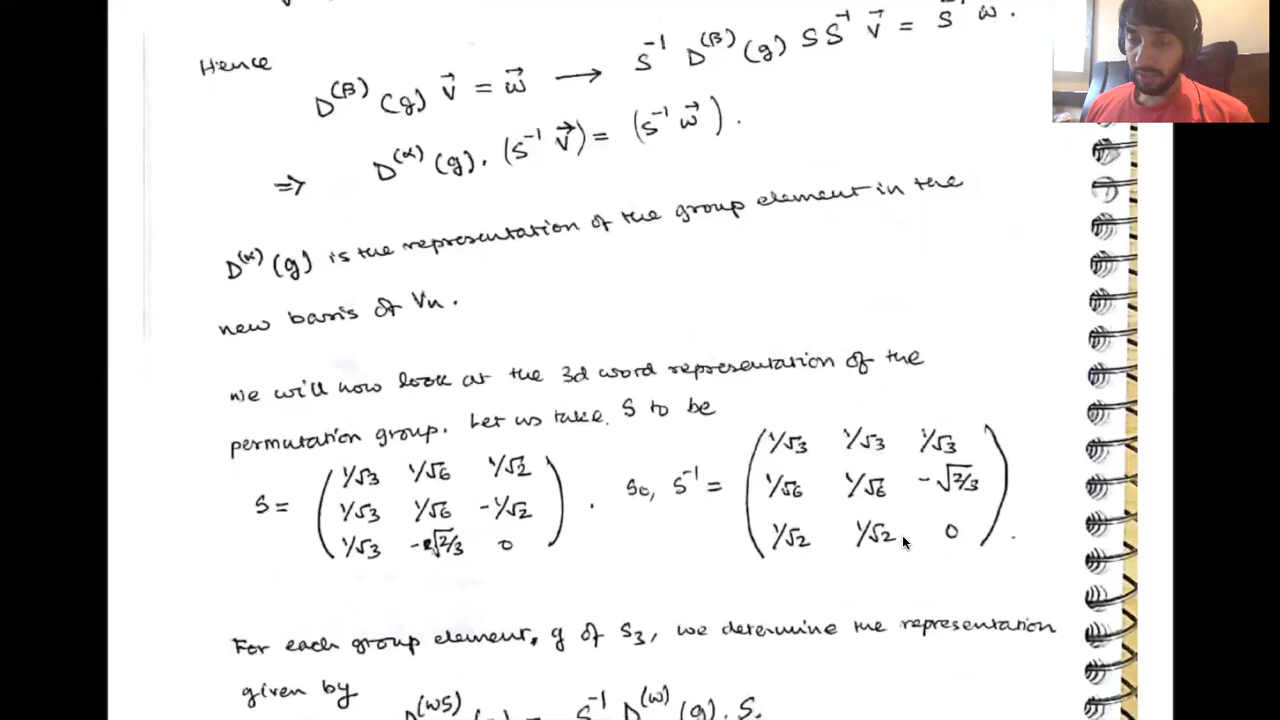 Hence
D^(β) (g) v⃗ = w⃗ ⟶ S^-1 D^(β) (g) S S^-1 v⃗ = S^-1 w⃗.
⇒ D^(α) (g). (S^-1 v⃗) = (S^-1 w⃗).
D^(α) (g) is the representation of the group element in the
new basis of Vn.
We will now look at the 3d word representation of the
permutation group. Let us take S to be
S = ( 1/√3 1/√6 1/√2
1/√3 1/√6 -1/√2
1/√3 -√2/3 0 ) .
So, S^-1 = ( 1/√3 1/√3 1/√3
1/√6 1/√6 -√2/3
1/√2 1/√2 0 ) .
For each group element, g of S3, we determine the representation
given by
D^(WS) S^-1 D^(W) (g). S.